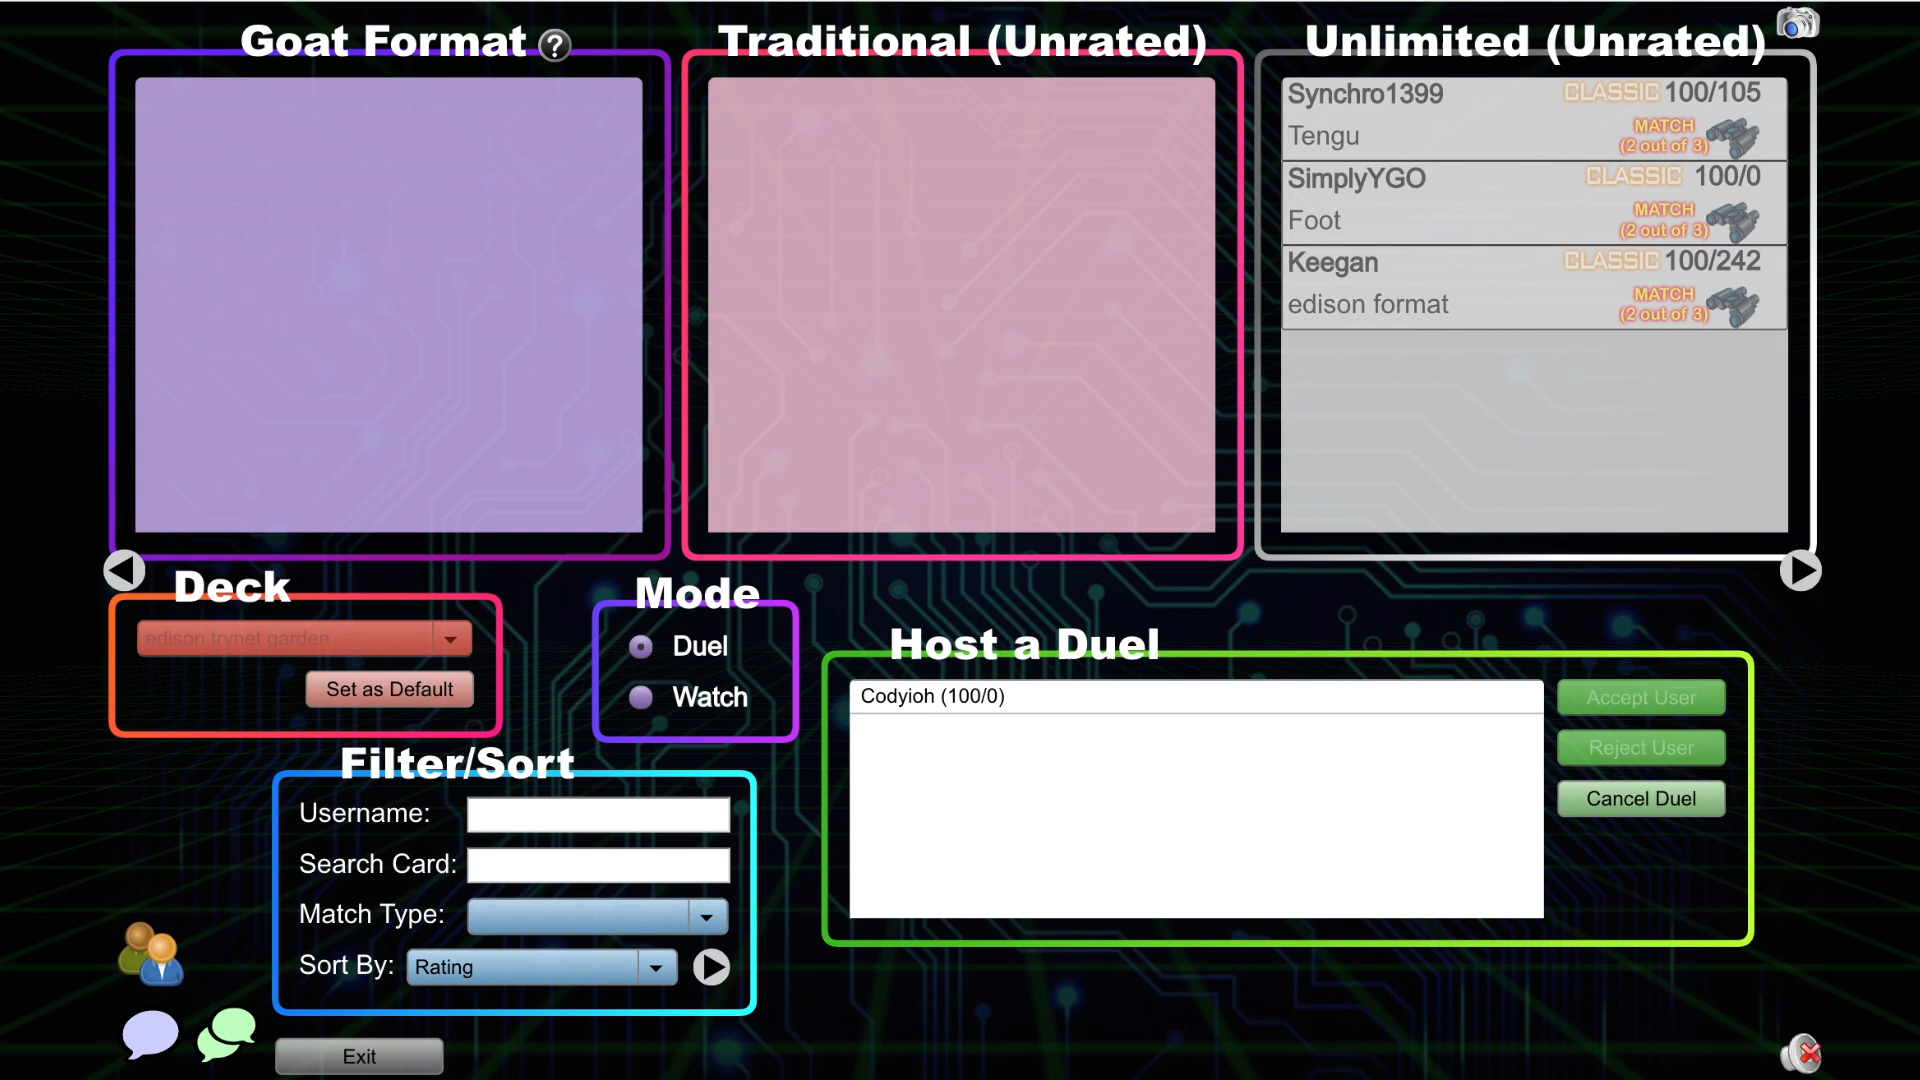 Goat Format ?
Traditional (Unrated)
Unlimited (Unrated)
Synchro1399 CLASSIC 100/105
Tengu MATCH
(2 out of 3)
SimplyYGO CLASSIC 100/0
Foot MATCH
(2 out of 3)
Keegan CLASSIC 100/242
edison format MATCH
(2 out of 3)
Deck
edison trynet garden
Set as Default
Mode
Duel
Watch
Host a Duel
Codyioh (100/0)
Accept User
Reject User
Cancel Duel
Filter/Sort
Username:
Search Card:
Match Type:
Sort By: Rating
Exit